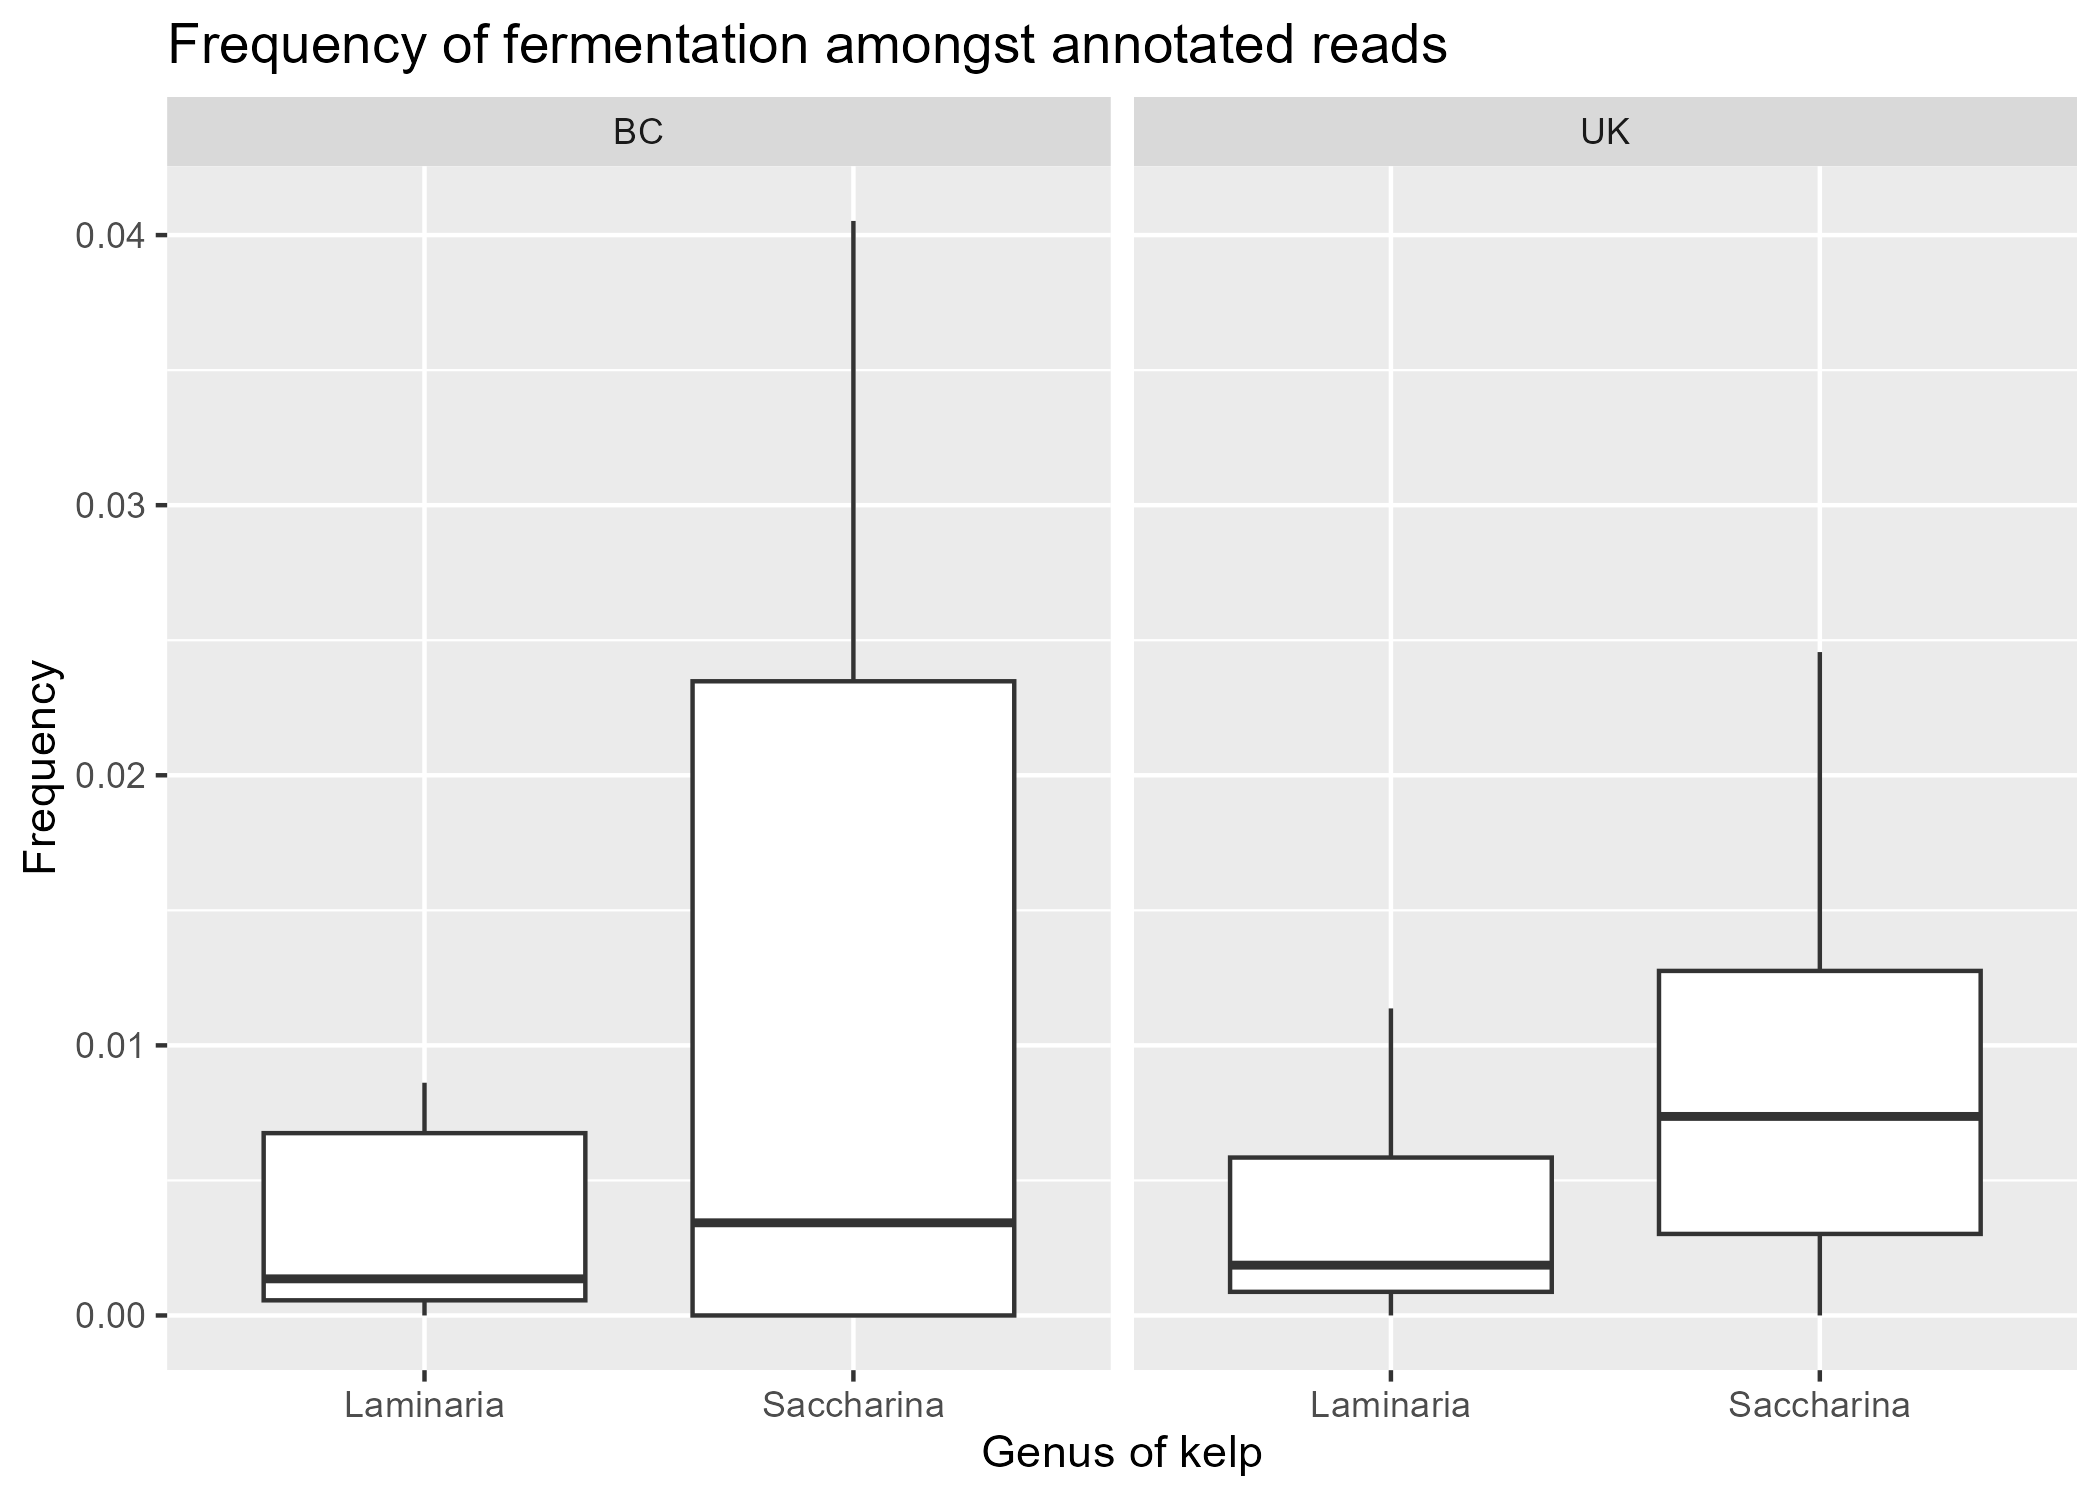 Frequency of fermentation amongst annotated reads
BC
UK
0.04
0.03
0.02
0.01
0.00
Frequency
Laminaria
Saccharina
Laminaria
Saccharina
Genus of kelp